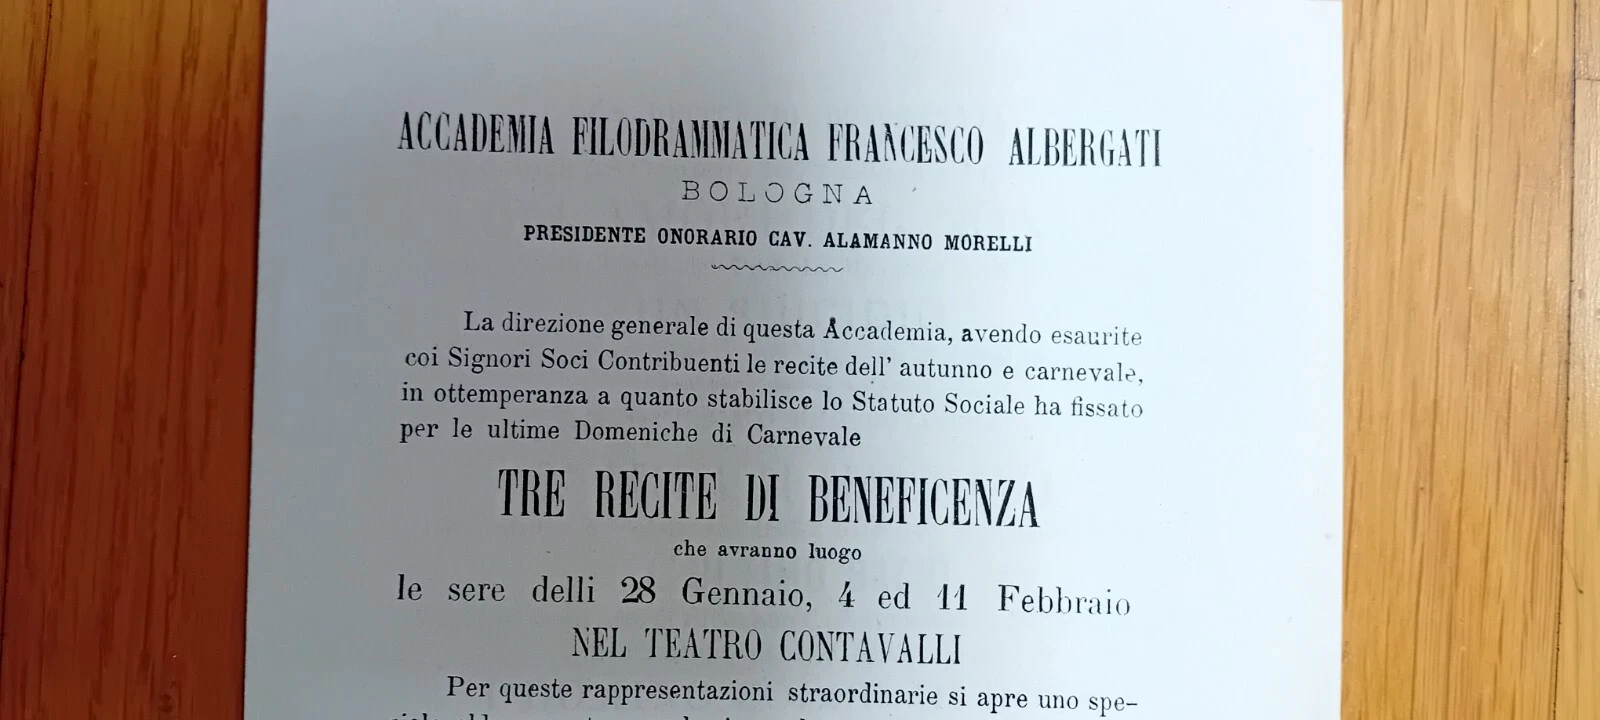 ACCADEMIA FILODRAMMATICA FRANCESCO ALBERGATI
BOLOGNA
PRESIDENTE ONORARIO CAV. ALAMANNO MORELLI
La direzione generale di questa Accademia, avendo esaurite
coi Signori Soci Contribuenti le recite dell' autunno e carnevale,
in ottemperanza a quanto stabilisce lo Statuto Sociale ha fissato
per le ultime Domeniche di Carnevale
TRE RECITE DI BENEFICENZA
che avranno luogo
le sere delli 28 Gennaio, 4 ed 11 Febbraio
NEL TEATRO CONTAVALLI
Per queste rappresentazioni straordinarie si apre uno spe-